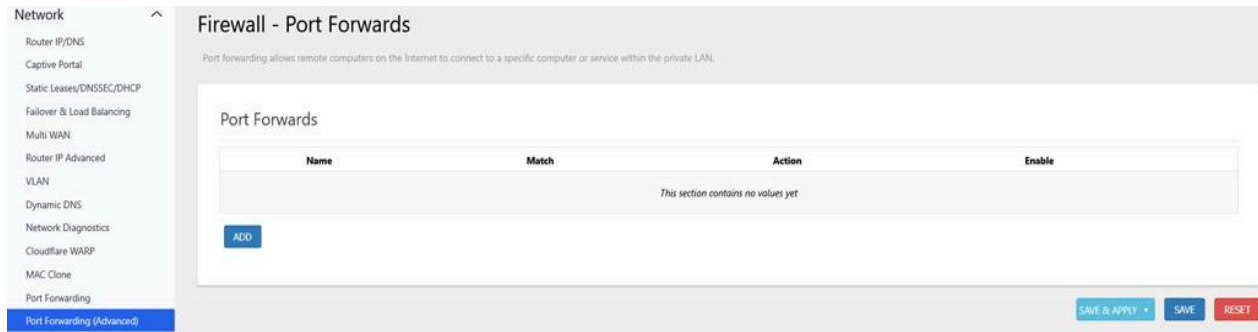 Network
Router IP/DNS
Captive Portal
Static Leases/DNSSEC/DHCP
Failover & Load Balancing
Multi WAN
Router IP Advanced
VLAN
Dynamic DNS
Network Diagnostics
Cloudflare WARP
MAC Clone
Port Forwarding
Port Forwarding (Advanced)
Firewall - Port Forwards
Port forwarding allows remote computers on the Internet to connect to a specific computer or service within the private LAN.
Port Forwards
Name Match Action Enable
This section contains no values yet
ADD
SAVE & APPLY SAVE RESET